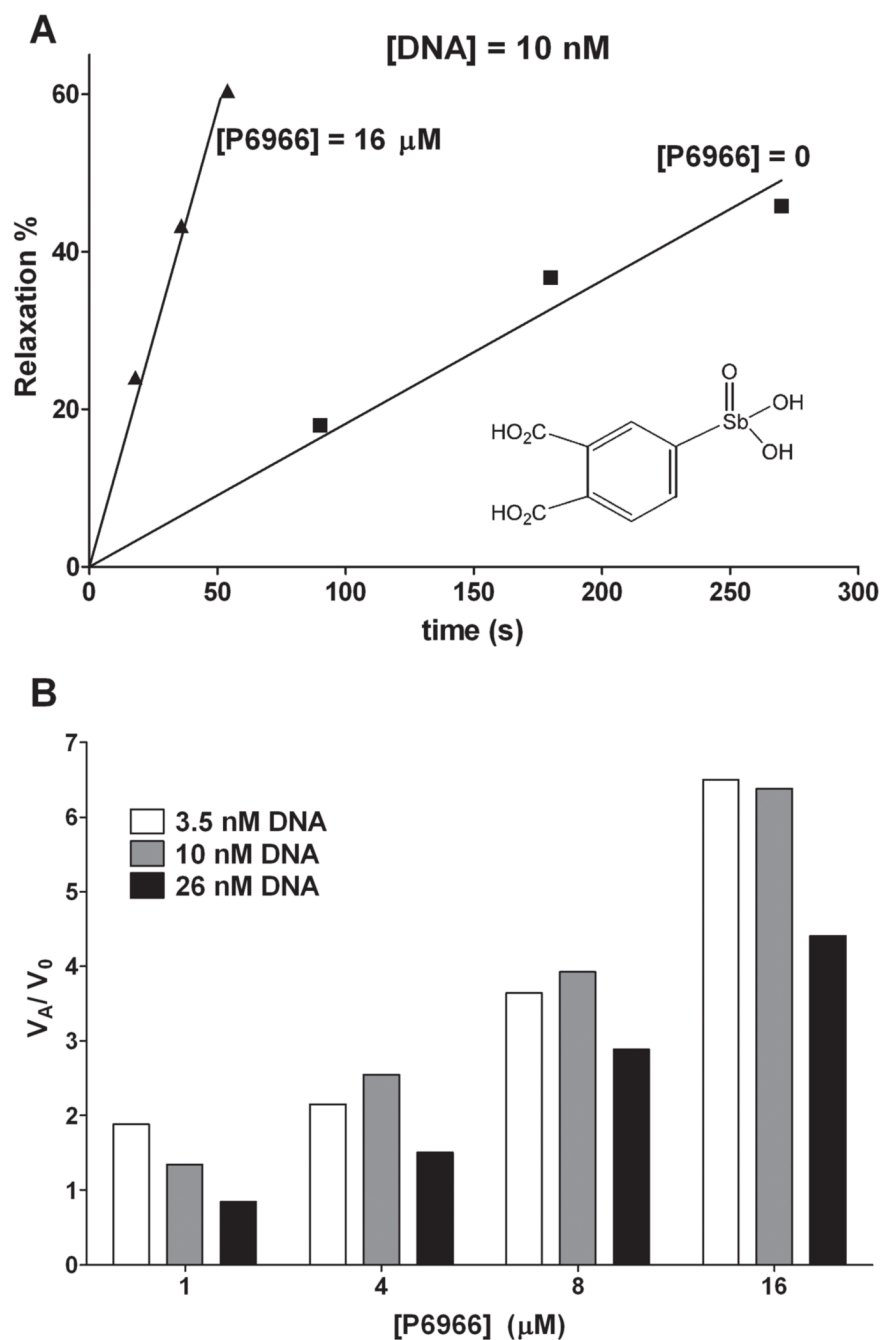 A
[DNA] = 10 nM
60
[P6966] = 16 μM
[P6966] = 0
40
Relaxation %
20
O
Sb
OH
OH
HO₂C
HO₂C
0
0 50 100 150 200 250 300
time (s)
B
7
6
5
4
3
2
1
0
3.5 nM DNA
10 nM DNA
26 nM DNA
V_A/ V_0
1 4 8 16
[P6966] (μM)